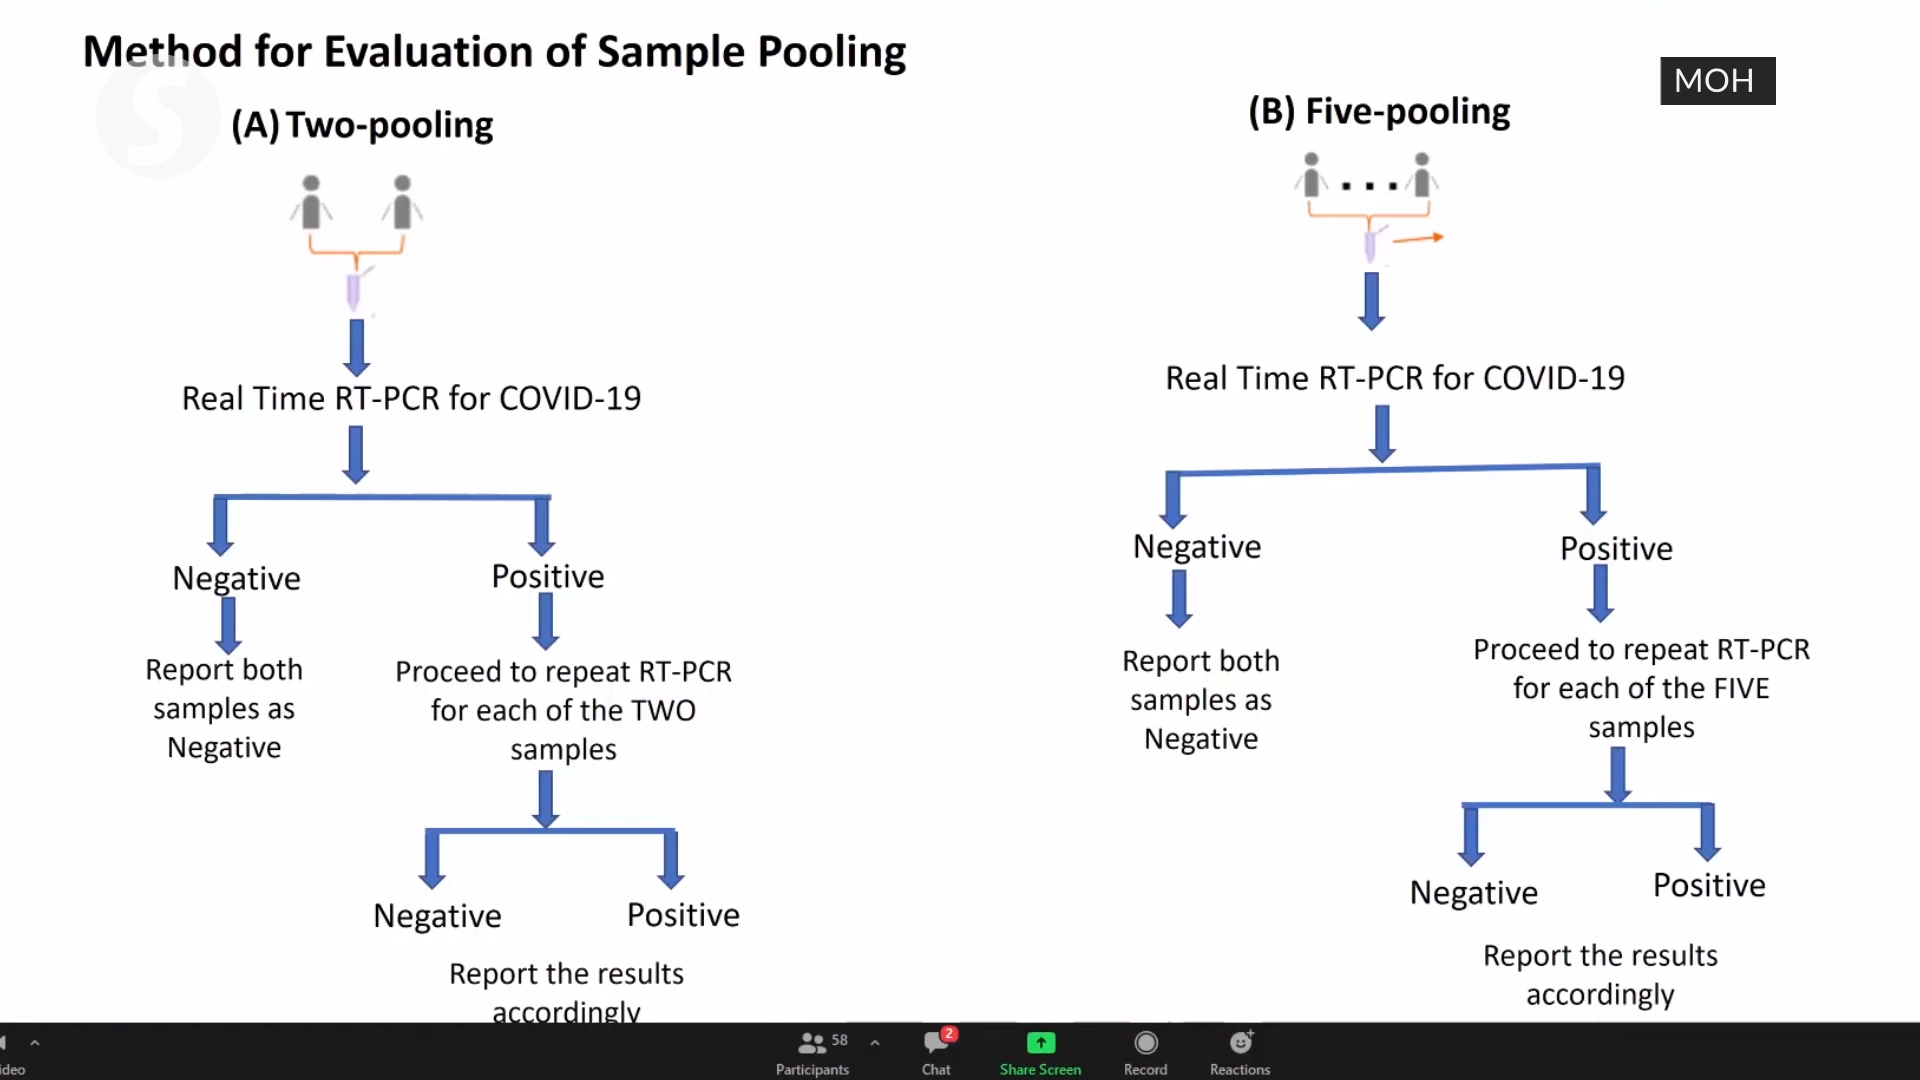 Method for Evaluation of Sample Pooling
MOH
S
(A) Two-pooling
Real Time RT-PCR for COVID-19
Negative
Positive
Report both
samples as
Negative
Proceed to repeat RT-PCR
for each of the TWO
samples
Negative
Positive
Report the results
accordingly
(B) Five-pooling
Real Time RT-PCR for COVID-19
Negative
Positive
Report both
samples as
Negative
Proceed to repeat RT-PCR
for each of the FIVE
samples
Negative
Positive
Report the results
accordingly
ideo
58
Participants
2
Chat
Share Screen
Record
Reactions